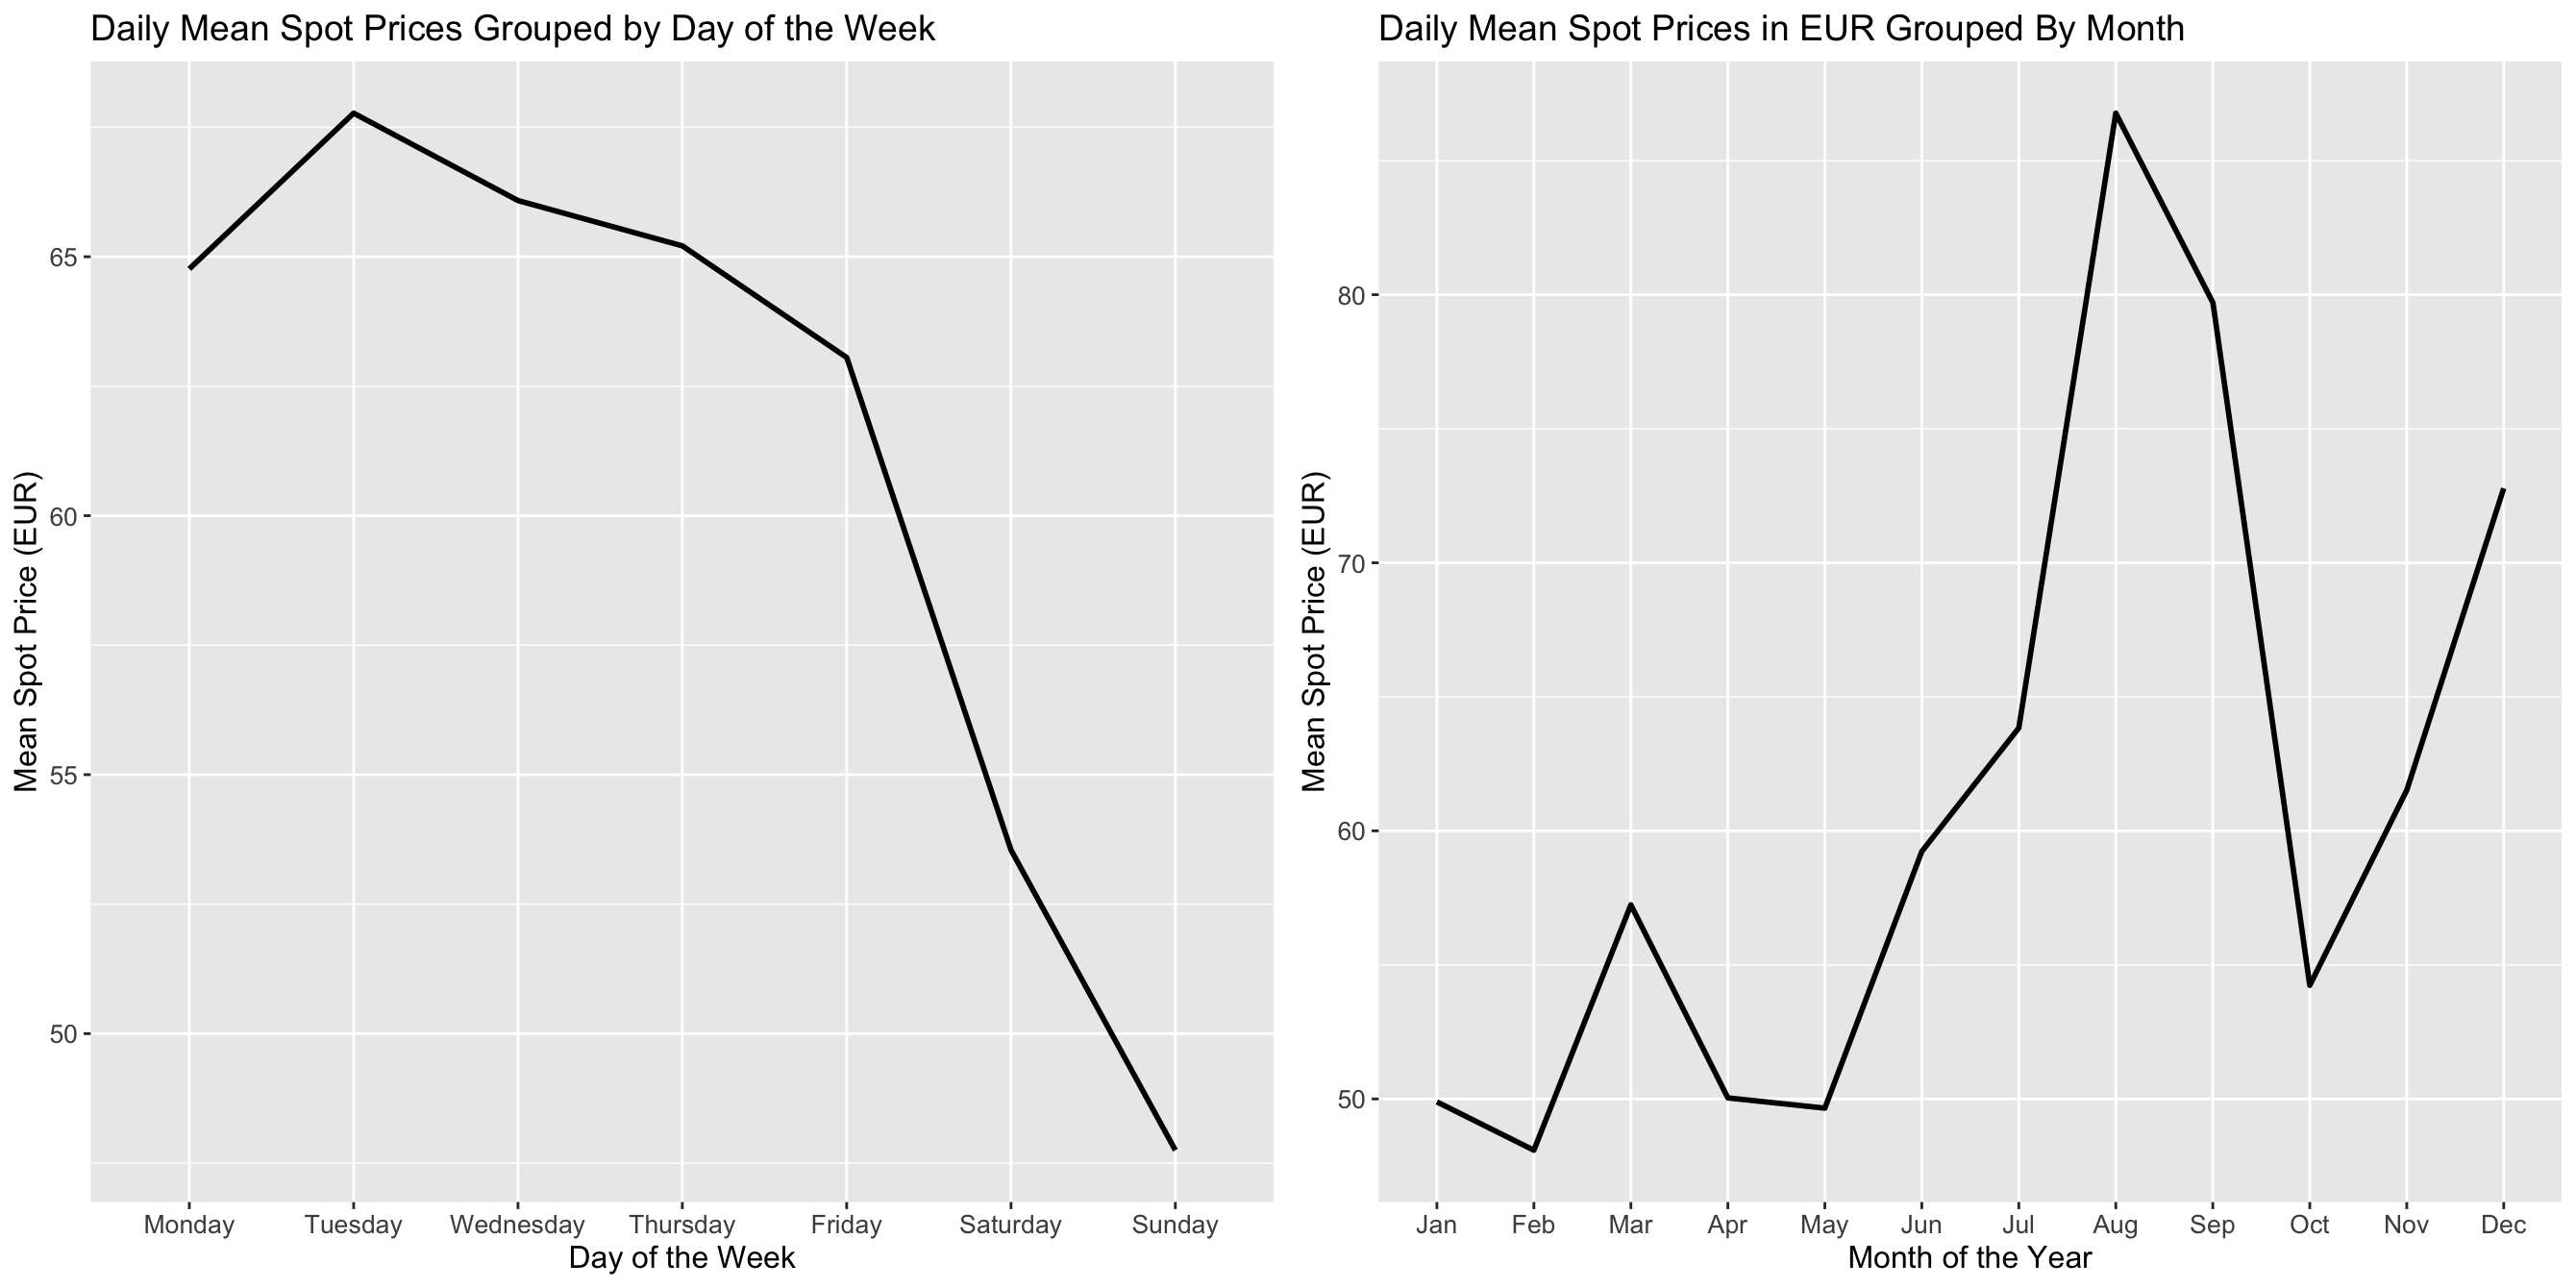 Daily Mean Spot Prices Grouped by Day of the Week
Mean Spot Price (EUR)
65
60
55
50
Monday Tuesday Wednesday Thursday Friday Saturday Sunday
Day of the Week
Daily Mean Spot Prices in EUR Grouped By Month
Mean Spot Price (EUR)
80
70
60
50
Jan Feb Mar Apr May Jun Jul Aug Sep Oct Nov Dec
Month of the Year